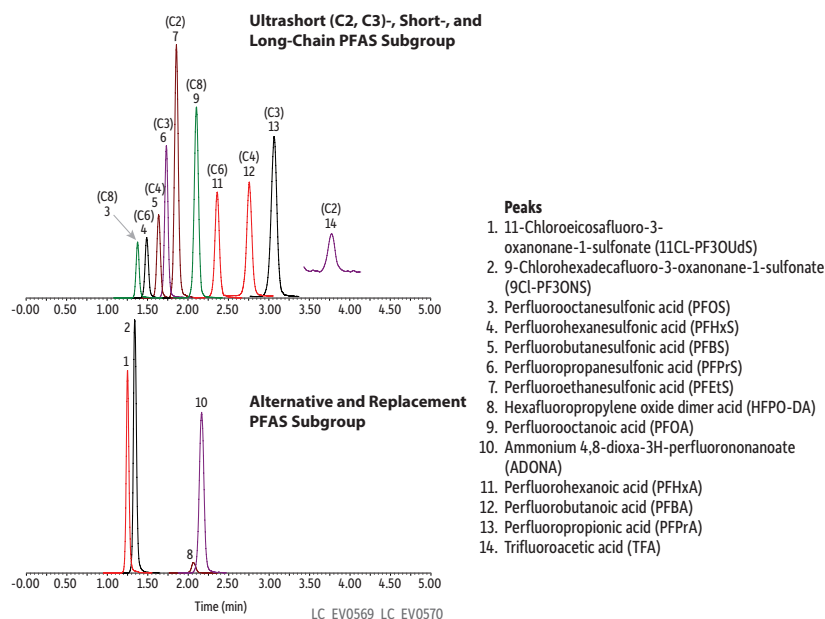 Ultrashort (C2, C3)-, Short-, and
Long-Chain PFAS Subgroup
(C8)
3
(C6)
4
(C4)
5
(C3)
6
(C2)
7
(C8)
9
(C6)
11
(C4)
12
(C3)
13
(C2)
14
-0.00 0.50 1.00 1.50 2.00 2.50 3.00 3.50 4.00 4.50 5.00
Alternative and Replacement
PFAS Subgroup
1
2
8
10
-0.00 0.50 1.00 1.50 2.00 2.50 3.00 3.50 4.00 4.50 5.00
Time (min)
LC_EV0569_LC_EV0570
Peaks
1. 11-Chloroeicosafluoro-3-
oxanonane-1-sulfonate (11CL-PF3OUdS)
2. 9-Chlorohexadecafluoro-3-oxanonane-1-sulfonate
(9Cl-PF3ONS)
3. Perfluorooctanesulfonic acid (PFOS)
4. Perfluorohexanesulfonic acid (PFHxS)
5. Perfluorobutanesulfonic acid (PFBS)
6. Perfluoropropanesulfonic acid (PFPrS)
7. Perfluoroethanesulfonic acid (PFEtS)
8. Hexafluoropropylene oxide dimer acid (HFPO-DA)
9. Perfluorooctanoic acid (PFOA)
10. Ammonium 4,8-dioxa-3H-perfluorononanoate
(ADONA)
11. Perfluorohexanoic acid (PFHxA)
12. Perfluorobutanoic acid (PFBA)
13. Perfluoropropionic acid (PFPrA)
14. Trifluoroacetic acid (TFA)